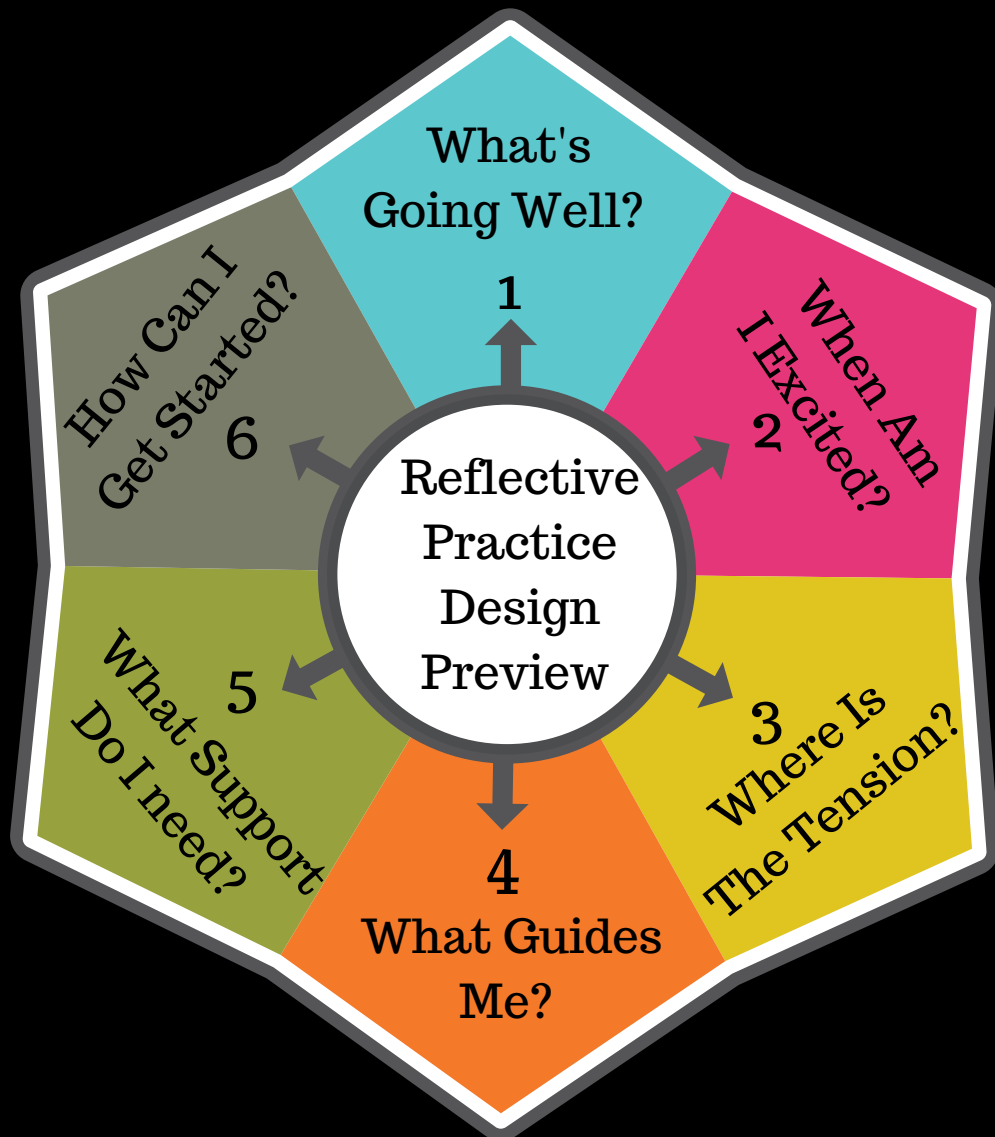 Reflective
Practice
Design
Preview
What's
Going Well?
1
When Am
I Excited?
2
3
Where Is
The Tension?
4
What Guides
Me?
5
What Support
Do I need?
How Can I
Get Started?
6